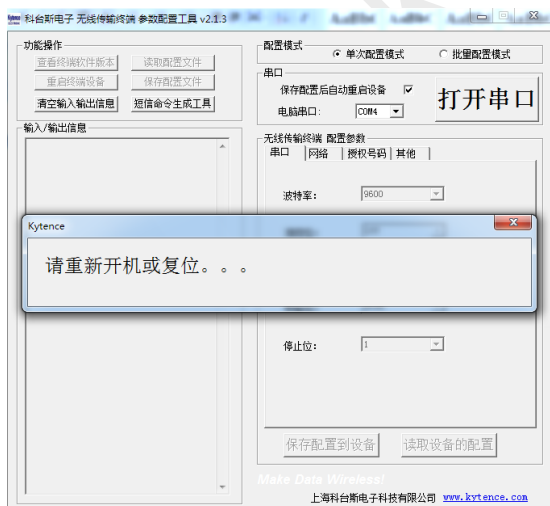 科台斯电子 无线传输终端 参数配置工具 v2.1.3
功能操作
查看终端软件版本 读取配置文件
重启终端设备 保存配置文件
清空输入输出信息 短信命令生成工具
输入/输出信息
配置模式
单次配置模式 批量配置模式
串口
保存配置后自动重启设备
电脑串口: COM4
打开串口
无线传输终端 配置参数
串口 网络 授权号码 其他
波特率: 9600
Kytence
请重新开机或复位。。。
停止位: 1
保存配置到设备 读取设备的配置
Make Data Wireless!
上海科台斯电子科技有限公司 www.kytence.com